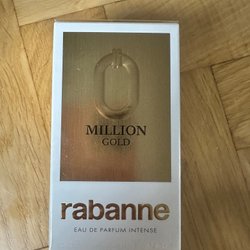 MILLION
GOLD
rabanne
EAU DE PARFUM INTENSE